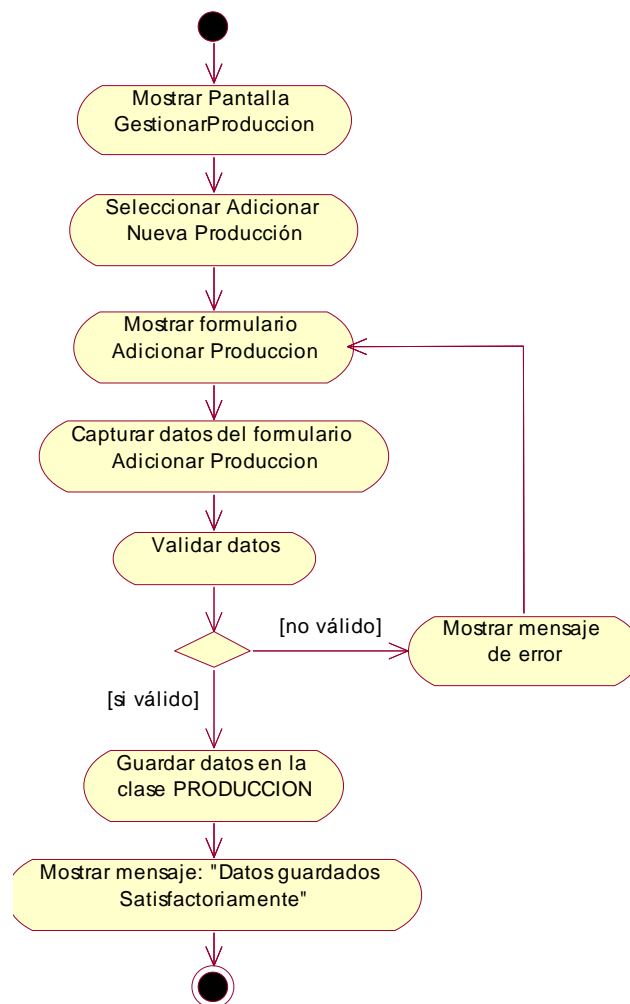 Mostrar Pantalla
GestionarProduccion
Seleccionar Adicionar
Nueva Producción
Mostrar formulario
Adicionar Produccion
Capturar datos del formulario
Adicionar Produccion
Validar datos
[no válido]
Mostrar mensaje
de error
[si válido]
Guardar datos en la
clase PRODUCCION
Mostrar mensaje: "Datos guardados
Satisfactoriamente"